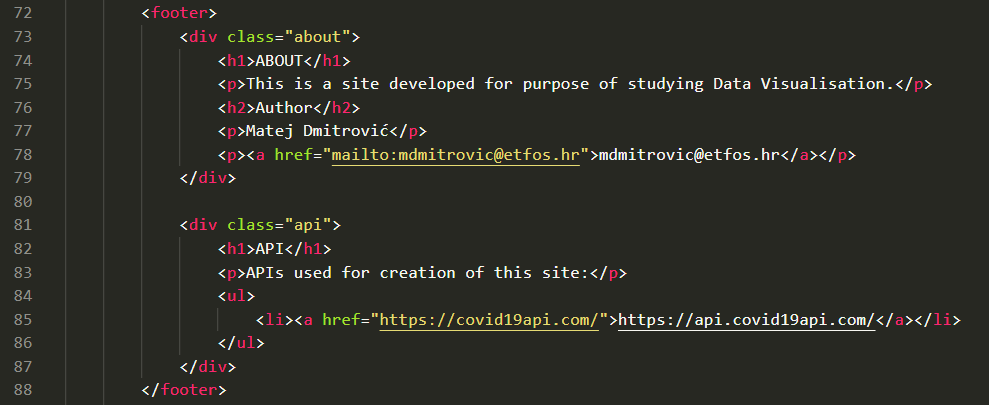 72 <footer>
73 <div class="about">
74 <h1>ABOUT</h1>
75 <p>This is a site developed for purpose of studying Data Visualisation.</p>
76 <h2>Author</h2>
77 <p>Matej Dmitrović</p>
78 <p><a href="mailto:mdmitrovic@etfos.hr">mdmitrovic@etfos.hr</a></p>
79 </div>
80
81 <div class="api">
82 <h1>API</h1>
83 <p>APIs used for creation of this site:</p>
84 <ul>
85 <li><a href="https://covid19api.com/">https://api.covid19api.com/</a></li>
86 </ul>
87 </div>
88 </footer>